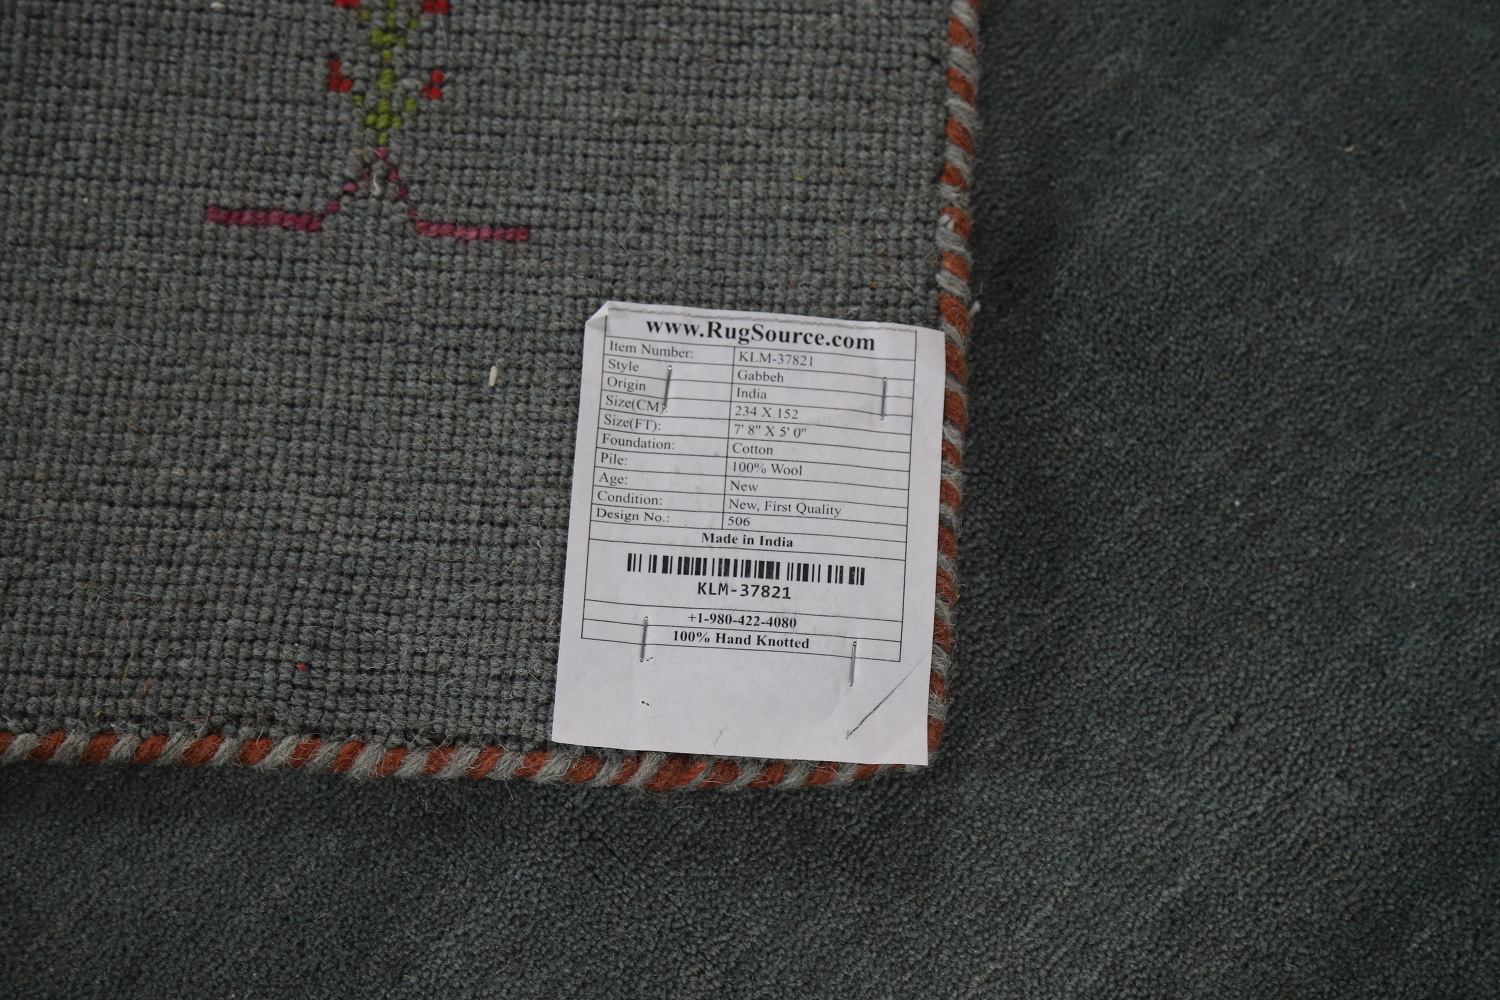 www.RugSource.com
Item Number: KLM-37821
Style Gabbeh
Origin India
Size(CM): 234 X 152
Size(FT): 7' 8" X 5' 0"
Foundation: Cotton
Pile: 100% Wool
Age: New
Condition: New, First Quality
Design No.: 506
Made in India
KLM-37821
+1-980-422-4080
100% Hand Knotted